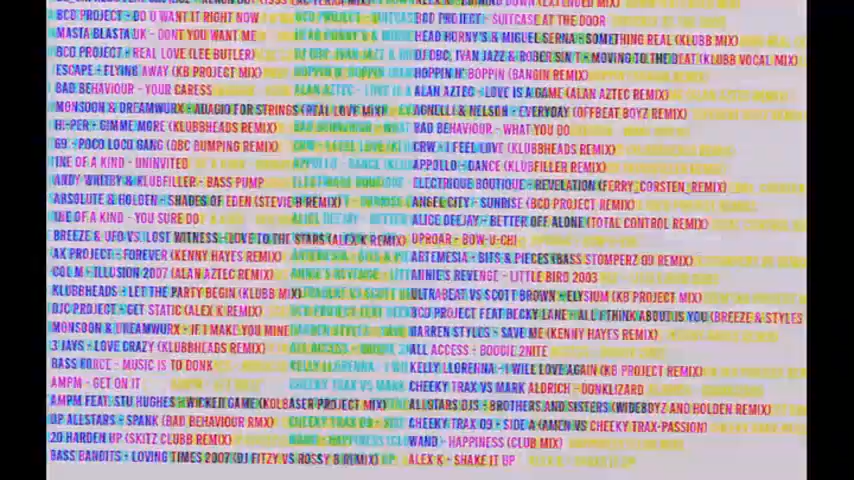 BCD PROJECT - DO U WANT IT RIGHT NOW
MASTA BLASTA UK - DONT YOU WANT ME
BCD PROJECT - REAL LOVE (LEE BUTLER)
ESCAPE - FLYING AWAY (KB PROJECT MIX)
BAD BEHAVIOUR - YOUR CARESS
MONSOON & DREAMWURX - ADAGIO FOR STRINGS (REAL LOVE MIX)
HI-PER - GIMME MORE (KLUBBHEADS REMIX)
69 - POCO LOCO GANG (DBC BUMPING REMIX)
1NE OF A KIND - UNINVITED
ANDY WHITBY & KLUBFILLER - BASS PUMP
ABSOLUTE & HOLDEN - SHADES OF EDEN (STEVIE B REMIX)
1NE OF A KIND - YOU SURE DO
BREEZE & UFO VS. LOST WITNESS - LOVE TO THE STARS (ALEX K REMIX)
AK PROJECT - FOREVER (KENNY HAYES REMIX)
COL M - ILLUSION 2007 (ALAN AZTEC REMIX)
KLUBBHEADS - LET THE PARTY BEGIN (KLUBB MIX)
DJC PROJECT - GET STATIC (ALEX K REMIX)
MONSOON & DREAMWURX - IF I MAKE YOU MINE
3 JAYS - LOVE CRAZY (KLUBBHEADS REMIX)
BASS FORCE - MUSIC IS TO DONK
AMPM - GET ON IT
AMPM FEAT. STU HUGHES - WICKED GAME (KOLBASER PROJECT MIX)
DP ALLSTARS - SPANK (BAD BEHAVIOUR RMX)
20 HARDEN UP (SKITZ CLUBB REMIX)
BASS BANDITS - LOVING TIMES 2007 (DJ FITZY VS ROSSY B REMIX)
BCD PROJECT - SUITCASE AT THE DOOR
HEAD HORNY'S & MIGUEL SERNA - SOMETHING REAL (KLUBB MIX)
DJ DBC, IVAN JAZZ & ROBER SIN T - MOVING TO THE BEAT (KLUBB VOCAL MIX)
HOPPIN N' BOPPIN (BANGIN REMIX)
ALAN AZTEC - LOVE IS A GAME (ALAN AZTEC REMIX)
AGNELLI & NELSON - EVERYDAY (OFFBEAT BOYZ REMIX)
BAD BEHAVIOUR - WHAT YOU DO
CRW - I FEEL LOVE (KLUBBHEADS REMIX)
APPOLLO - DANCE (KLUBFILLER REMIX)
ELECTRIQUE BOUTIQUE - REVELATION (FERRY_CORSTEN_REMIX)
ANGEL CITY - SUNRISE (BCD PROJECT REMIX)
ALICE DEEJAY - BETTER OFF ALONE (TOTAL CONTROL REMIX)
UPROAR - BOW-U-CHI
ARTEMESIA - BITS & PIECES (BASS STOMPERZ 09 REMIX)
ANNIE'S REVENGE - LITTLE BIRD 2003
ULTRABEAT VS SCOTT BROWN - ELYSIUM (KB PROJECT MIX)
BCD PROJECT FEAT BECKY LANE - ALL I THINK ABOUT IS YOU (BREEZE & STYLES
DARREN STYLES - SAVE ME (KENNY HAYES REMIX)
ALL ACCESS - BOOGIE 2NITE
KELLY LLORENNA - I WILL LOVE AGAIN (KB PROJECT REMIX)
CHEEKY TRAX VS MARK ALDRICH - DONKLIZARD
ALLSTARS DJS - BROTHERS AND SISTERS (WIDEBOYZ AND HOLDEN REMIX)
CHEEKY TRAX 09 - SIDE A (AMEN VS CHEEKY TRAX-PASSION)
WAND - HAPPINESS (CLUB MIX)
ALEX K - SHAKE IT UP